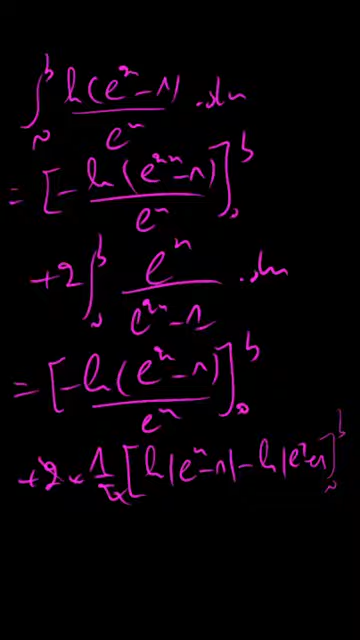 ∫₀ᵇ ln(eˣ − 1) / eˣ · dx
= [ − ln(e²ˣ − 1) / eˣ ]₀ᵇ
+ 2 ∫₀ᵇ eˣ / (e²ˣ − 1) · dx
= [ − ln(e²ˣ − 1) / eˣ ]₀ᵇ
+ 2 × 1/2 [ ln|eˣ − 1| − ln|eˣ + 1| ]₀ᵇ